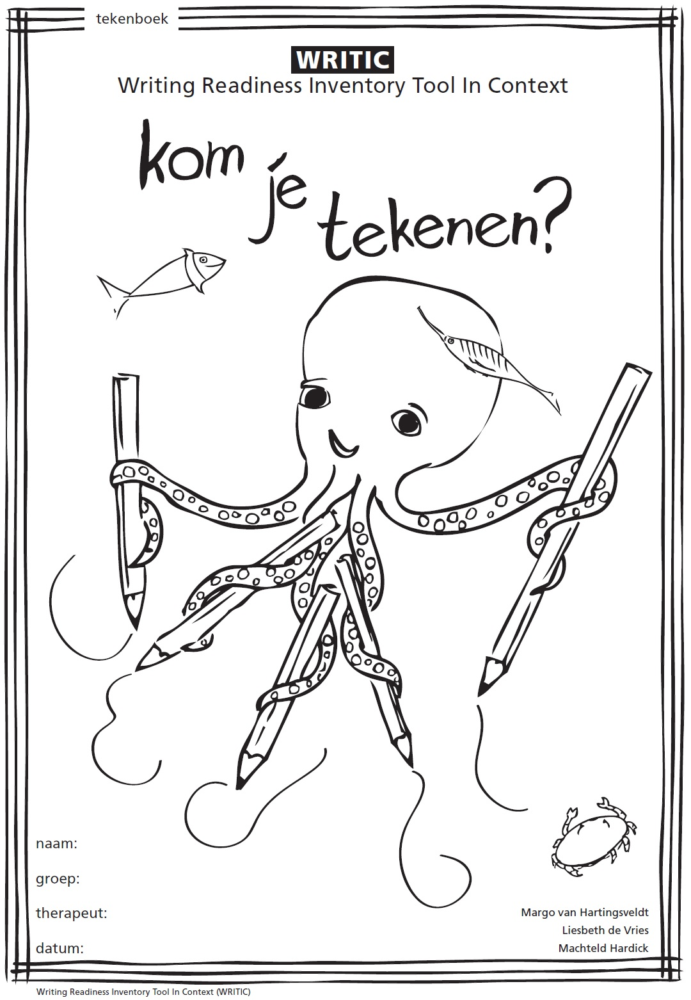 tekenboek
WRITIC
Writing Readiness Inventory Tool In Context
kom je tekenen?
naam:
groep:
therapeut:
datum:
Margo van Hartingsveldt
Liesbeth de Vries
Machteld Hardick
Writing Readiness Inventory Tool In Context (WRITIC)